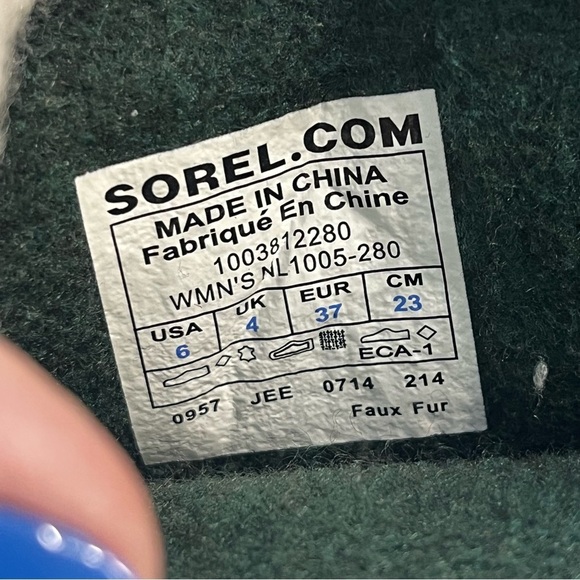 SOREL.COM
MADE IN CHINA
Fabriqué En Chine
1003812280
WMN'S NL1005-280
USA UK EUR CM
6 4 37 23
ECA-1
0957 JEE 0714 214
Faux Fur